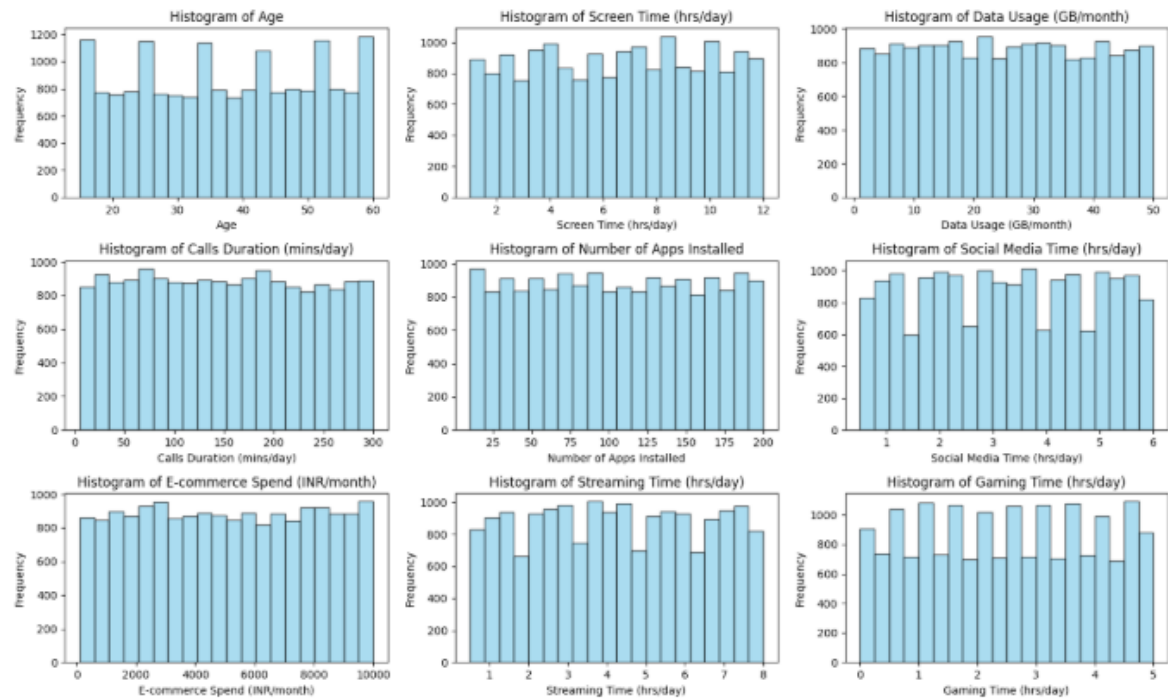 Histogram of Age
Frequency
1200
1000
800
600
400
200
0
20 30 40 50 60
Age
Histogram of Screen Time (hrs/day)
Frequency
1000
800
600
400
200
0
2 4 6 8 10 12
Screen Time (hrs/day)
Histogram of Data Usage (GB/month)
Frequency
1000
800
600
400
200
0
0 10 20 30 40 50
Data Usage (GB/month)
Histogram of Calls Duration (mins/day)
Frequency
1000
800
600
400
200
0
0 50 100 150 200 250 300
Calls Duration (mins/day)
Histogram of Number of Apps Installed
Frequency
1000
800
600
400
200
0
25 50 75 100 125 150 175 200
Number of Apps Installed
Histogram of Social Media Time (hrs/day)
Frequency
1000
800
600
400
200
0
1 2 3 4 5 6
Social Media Time (hrs/day)
Histogram of E-commerce Spend (INR/month)
Frequency
1000
800
600
400
200
0
0 2000 4000 6000 8000 10000
E-commerce Spend (INR/month)
Histogram of Streaming Time (hrs/day)
Frequency
1000
800
600
400
200
0
1 2 3 4 5 6 7 8
Streaming Time (hrs/day)
Histogram of Gaming Time (hrs/day)
Frequency
1000
800
600
400
200
0
0 1 2 3 4 5
Gaming Time (hrs/day)